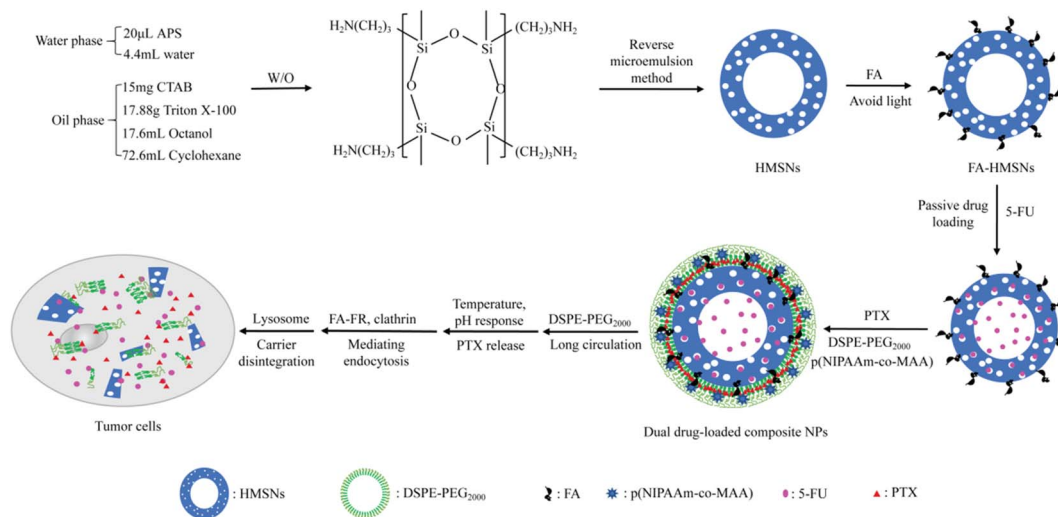 Water phase
20μL APS
4.4mL water
Oil phase
15mg CTAB
17.88g Triton X-100
17.6mL Octanol
72.6mL Cyclohexane
W/O
H₂N(CH₂)₃
(CH₂)₃NH₂
O
Si
Si
O
O
Si
Si
O
H₂N(CH₂)₃
(CH₂)₃NH₂
Reverse
microemulsion
method
HMSNs
FA
Avoid light
FA-HMSNs
Passive drug
loading
5-FU
PTX
DSPE-PEG₂₀₀₀
p(NIPAAm-co-MAA)
Dual drug-loaded composite NPs
DSPE-PEG₂₀₀₀
Long circulation
Temperature,
pH response
PTX release
FA-FR, clathrin
Mediating
endocytosis
Lysosome
Carrier
disintegration
Tumor cells
: HMSNs
: DSPE-PEG₂₀₀₀
: FA
: p(NIPAAm-co-MAA)
: 5-FU
: PTX